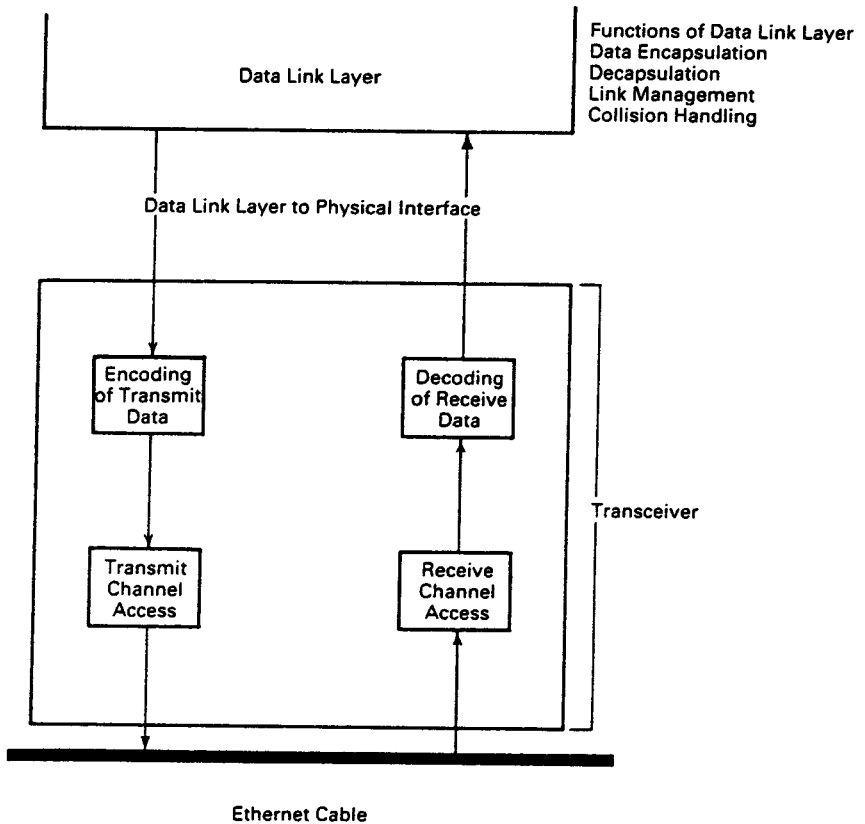 Functions of Data Link Layer
Data Encapsulation
Decapsulation
Link Management
Collision Handling
Data Link Layer
Data Link Layer to Physical Interface
Encoding
of Transmit
Data
Decoding
of Receive
Data
Transceiver
Transmit
Channel
Access
Receive
Channel
Access
Ethernet Cable